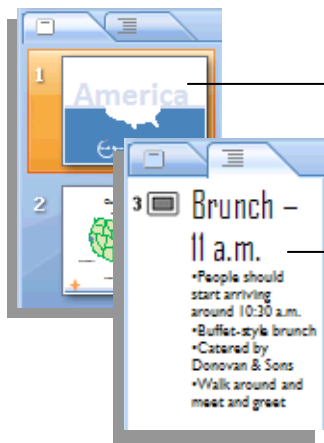 1
America
2
3
Brunch –
11 a.m.
•People should
start arriving
around 10:30 a.m.
•Buffet-style brunch
•Catered by
Donovan & Sons
•Walk around and
meet and greet